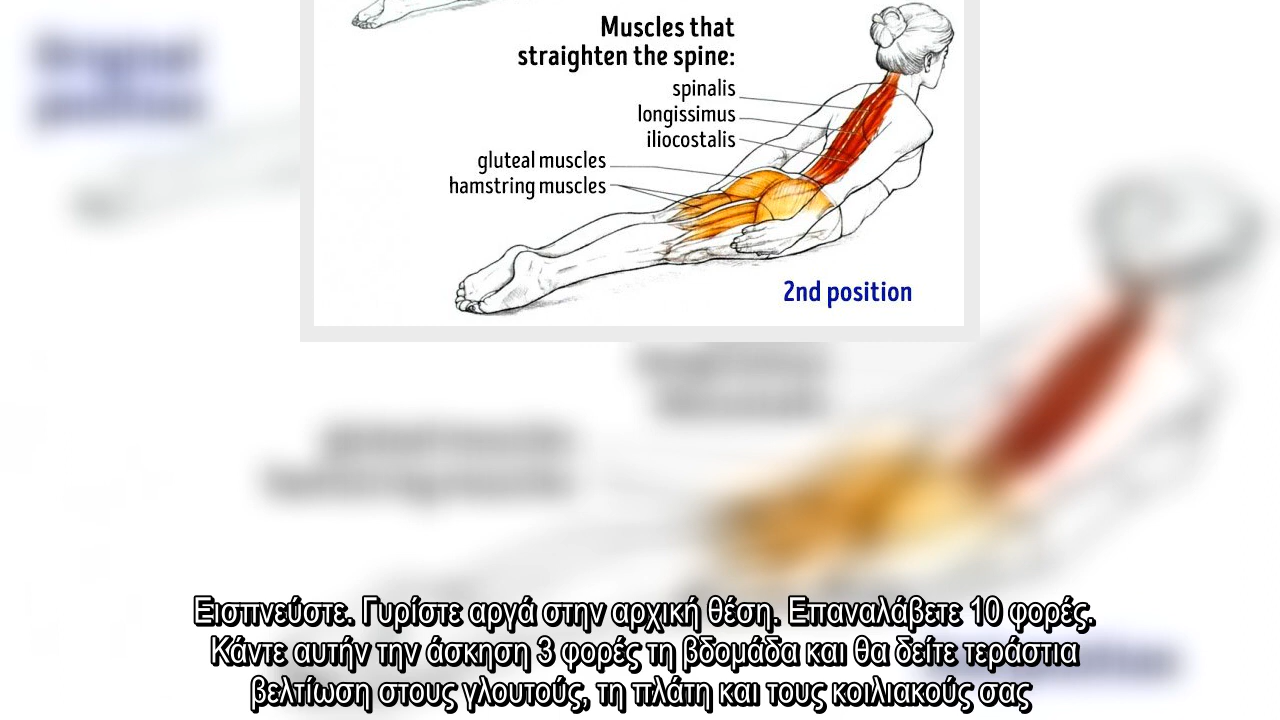 Muscles that
straighten the spine:
spinalis
longissimus
iliocostalis
gluteal muscles
hamstring muscles
2nd position
Εισπνεύστε. Γυρίστε αργά στην αρχική θέση. Επαναλάβετε 10 φορές.
Κάντε αυτήν την άσκηση 3 φορές τη βδομάδα και θα δείτε τεράστια
βελτίωση στους γλουτούς, τη πλάτη και τους κοιλιακούς σας